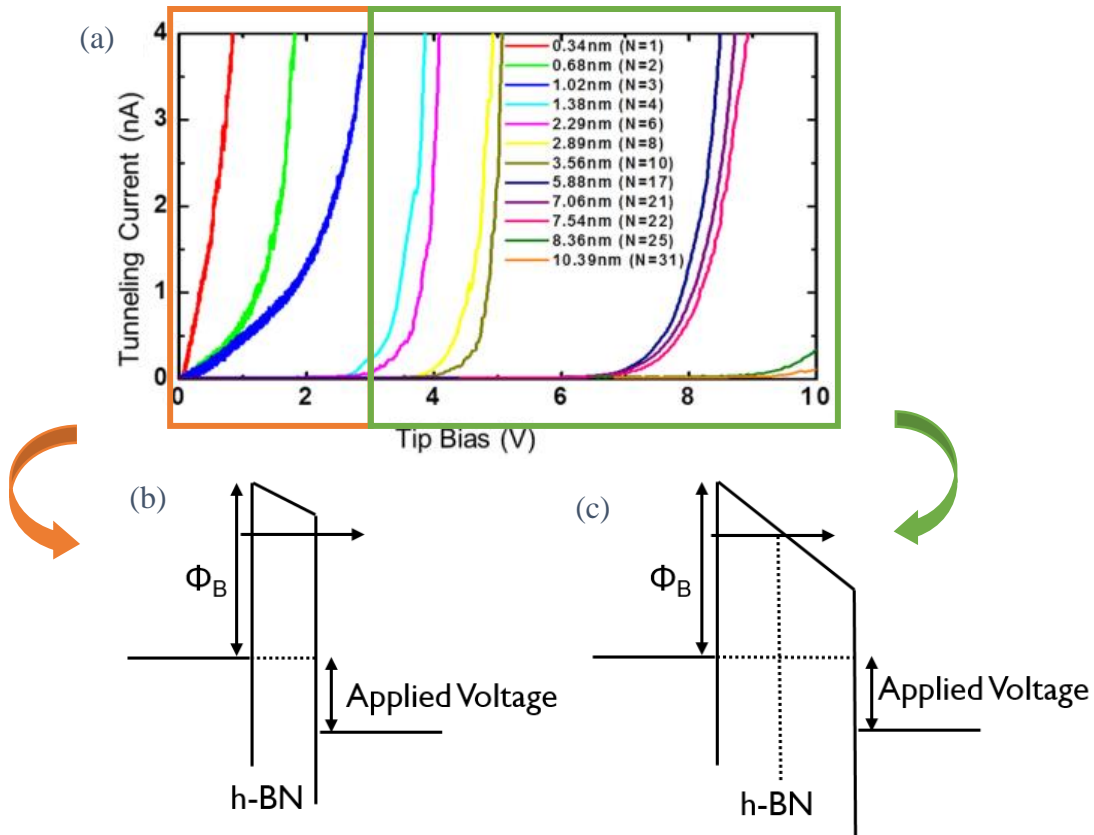 (a)
Tunneling Current (nA)
4
3
2
1
0
0.34nm (N=1)
0.68nm (N=2)
1.02nm (N=3)
1.38nm (N=4)
2.29nm (N=6)
2.89nm (N=8)
3.56nm (N=10)
5.88nm (N=17)
7.06nm (N=21)
7.54nm (N=22)
8.36nm (N=25)
10.39nm (N=31)
0 2 4 6 8 10
Tip Bias (V)
(b)
Φ_B
Applied Voltage
h-BN
(c)
Φ_B
Applied Voltage
h-BN